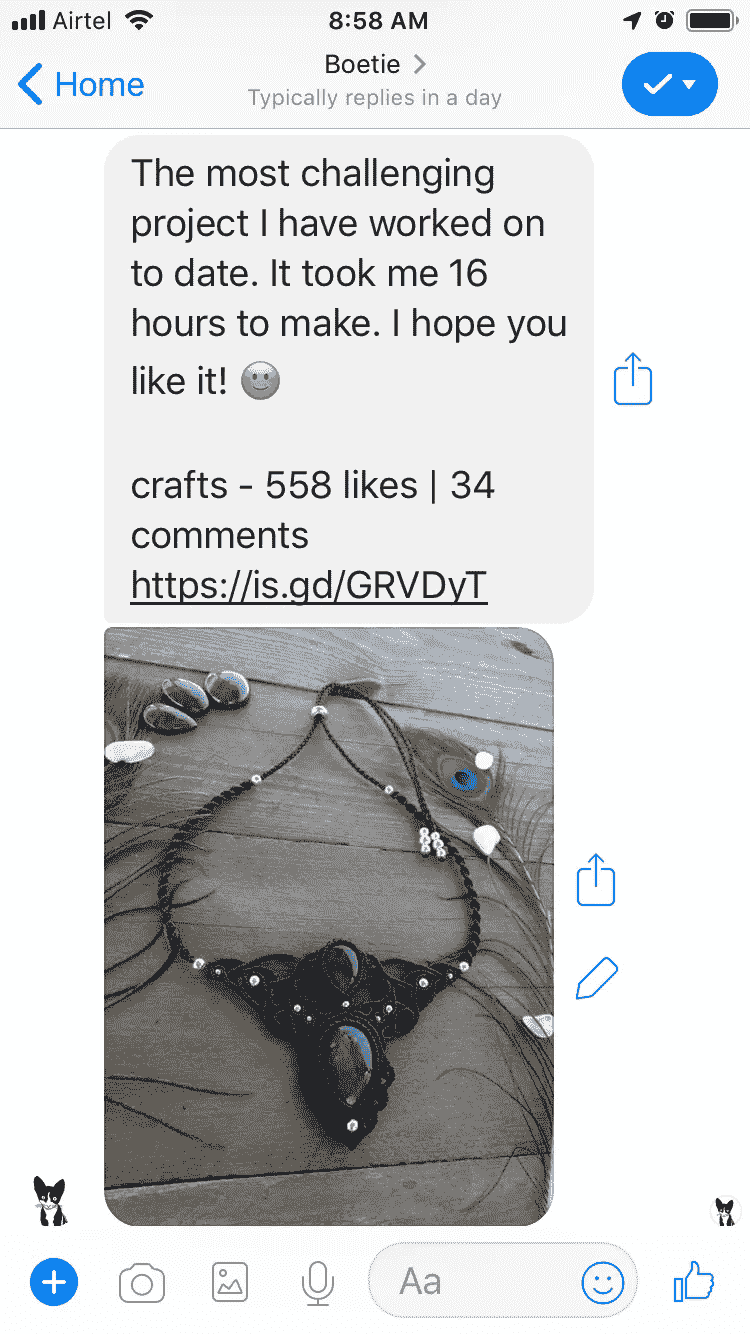 Airtel 8:58 AM
Home Boetie
Typically replies in a day
The most challenging
project I have worked on
to date. It took me 16
hours to make. I hope you
like it!
crafts - 558 likes | 34
comments
https://is.gd/GRVDyT
Aa